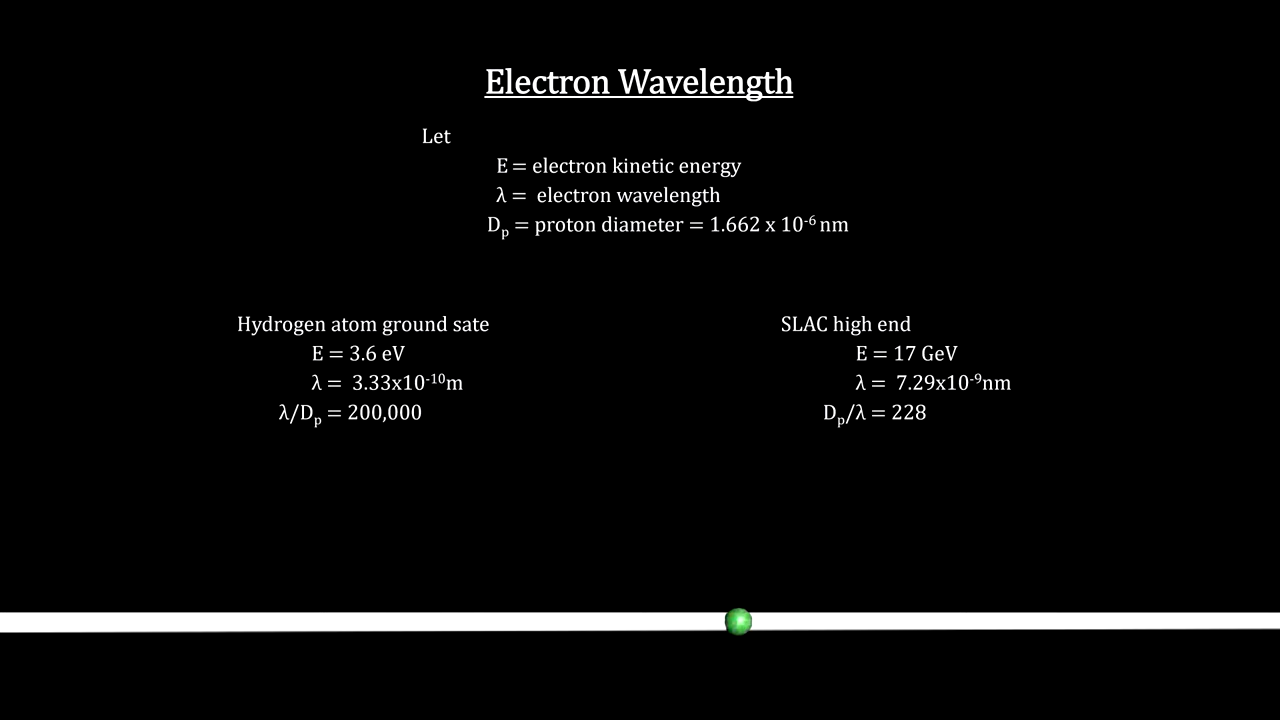 Electron Wavelength
Let
E = electron kinetic energy
λ = electron wavelength
Dₚ = proton diameter = 1.662 x 10⁻⁶ nm
Hydrogen atom ground sate
E = 3.6 eV
λ = 3.33x10⁻¹⁰m
λ/Dₚ = 200,000
SLAC high end
E = 17 GeV
λ = 7.29x10⁻⁹nm
Dₚ/λ = 228